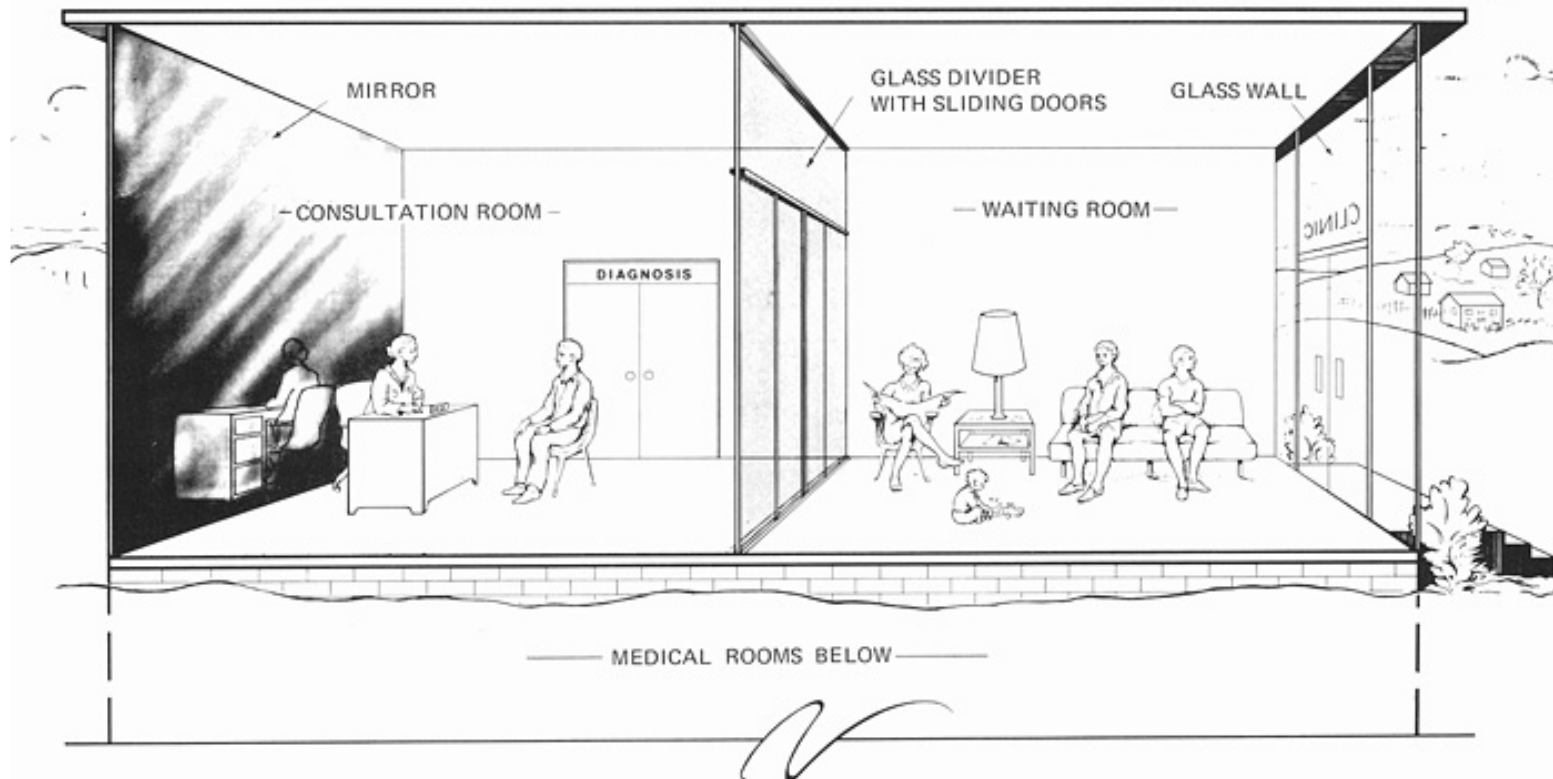 MIRROR
GLASS DIVIDER
WITH SLIDING DOORS
GLASS WALL
CONSULTATION ROOM
WAITING ROOM
CLINIC
DIAGNOSIS
MEDICAL ROOMS BELOW